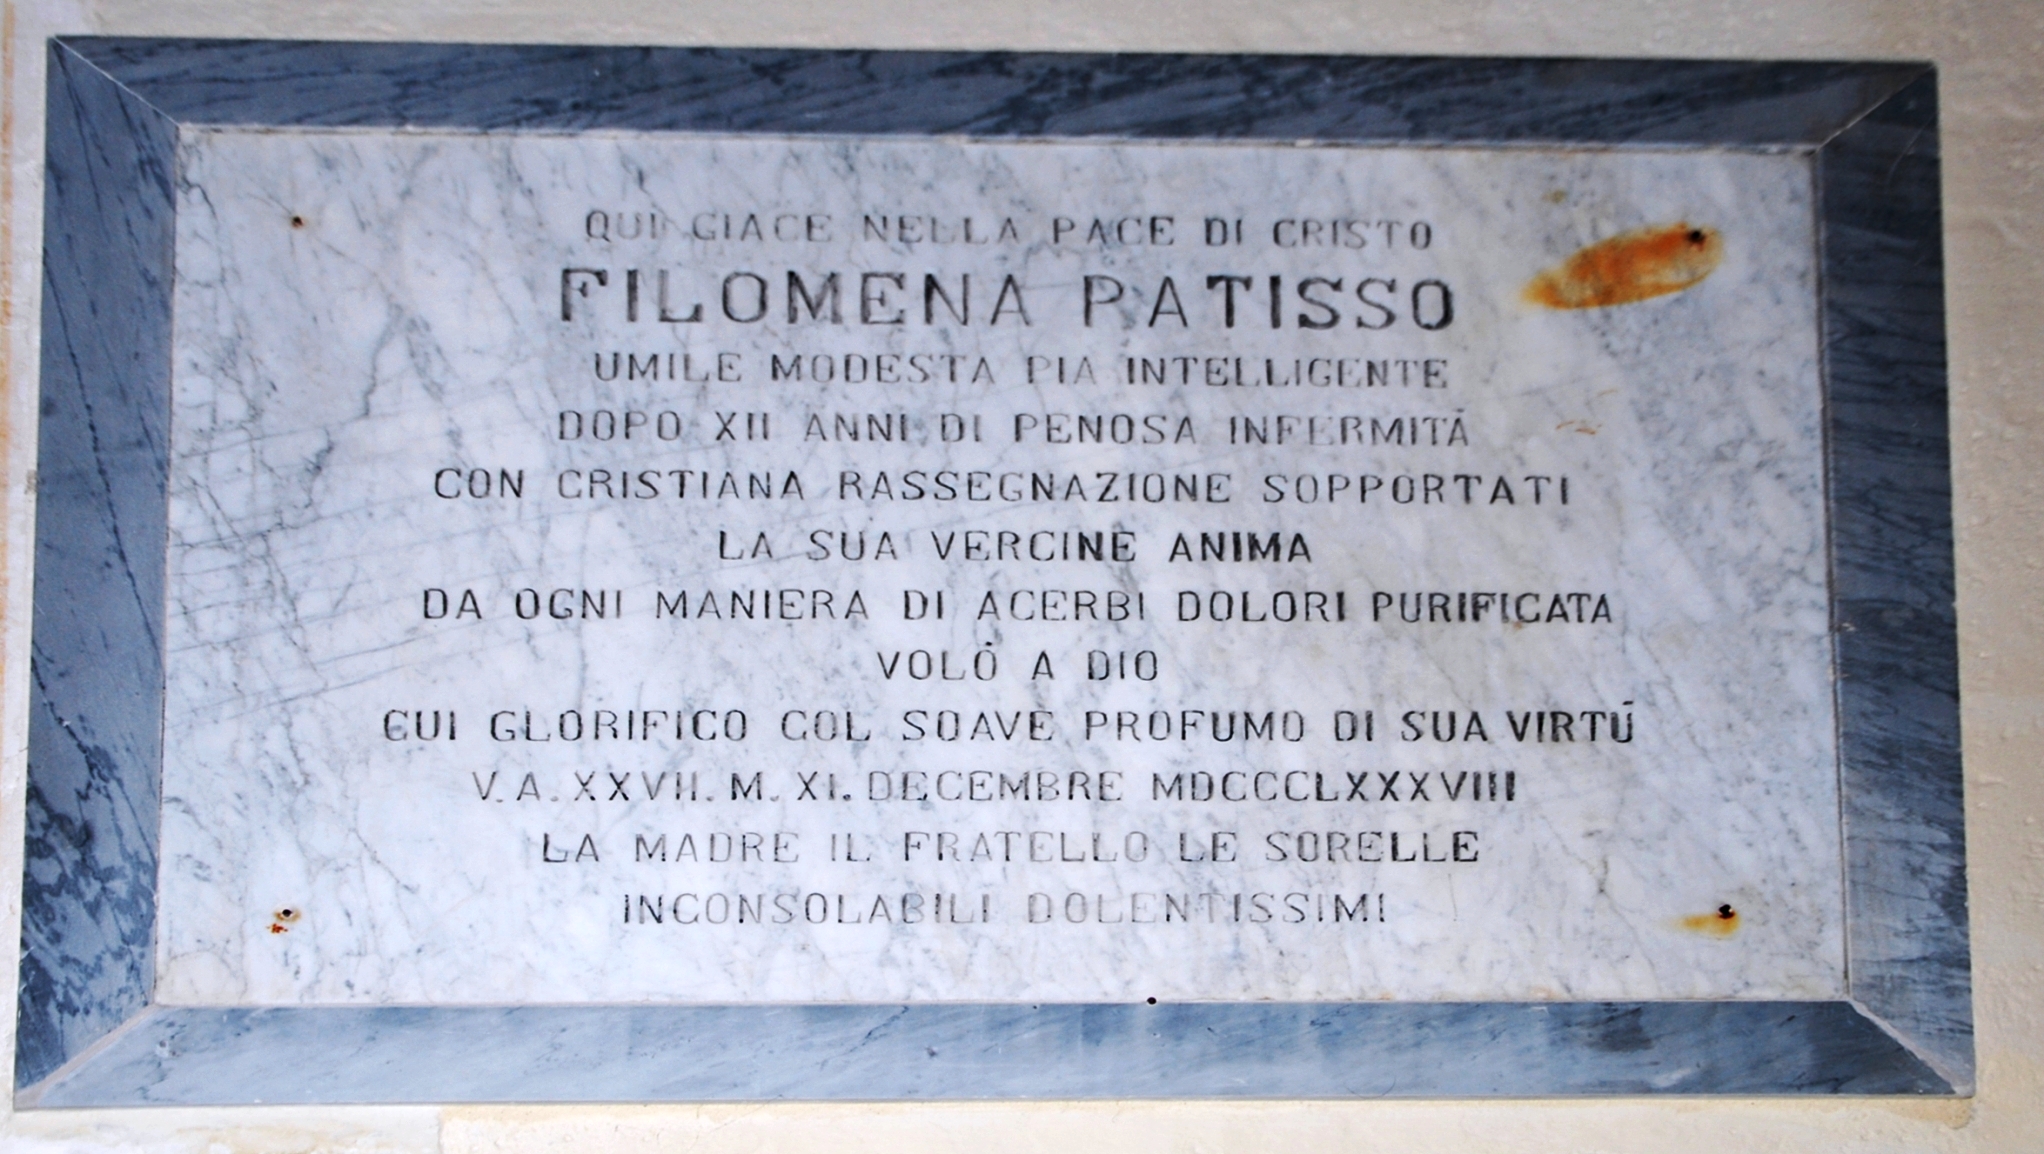 QUI GIACE NELLA PACE DI CRISTO
FILOMENA PATISSO
UMILE MODESTA PIA INTELLIGENTE
DOPO XII ANNI DI PENOSA INFERMITÀ
CON CRISTIANA RASSEGNAZIONE SOPPORTATI
LA SUA VERGINE ANIMA
DA OGNI MANIERA DI ACERBI DOLORI PURIFICATA
VOLÒ A DIO
CUI GLORIFICO COL SOAVE PROFUMO DI SUA VIRTÙ
V. A. XXVII. M. XI. DECEMBRE MDCCCLXXXVIII
LA MADRE IL FRATELLO LE SORELLE
INCONSOLABILI DOLENTISSIMI